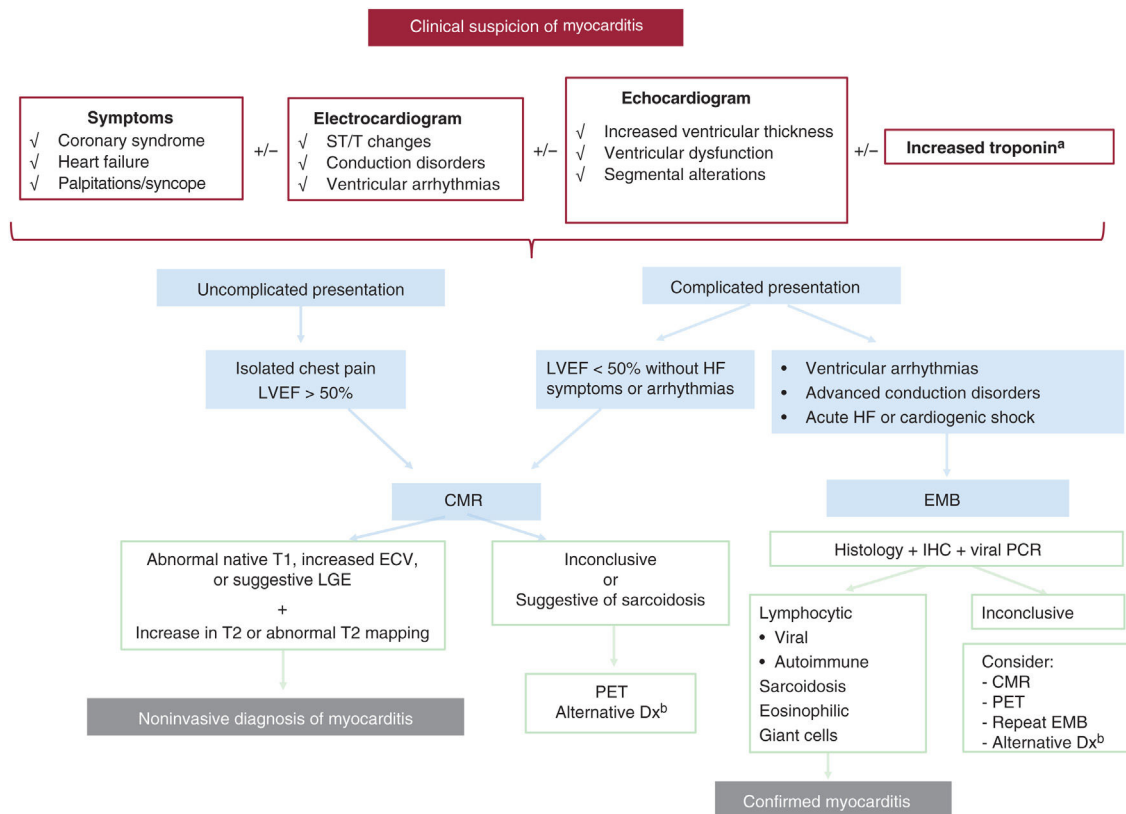 Clinical suspicion of myocarditis
Symptoms
√ Coronary syndrome
√ Heart failure
√ Palpitations/syncope
+/–
Electrocardiogram
√ ST/T changes
√ Conduction disorders
√ Ventricular arrhythmias
+/–
Echocardiogram
√ Increased ventricular thickness
√ Ventricular dysfunction
√ Segmental alterations
+/–
Increased troponinᵃ
Uncomplicated presentation
Complicated presentation
Isolated chest pain
LVEF > 50%
LVEF < 50% without HF
symptoms or arrhythmias
• Ventricular arrhythmias
• Advanced conduction disorders
• Acute HF or cardiogenic shock
CMR
EMB
Abnormal native T1, increased ECV,
or suggestive LGE
+
Increase in T2 or abnormal T2 mapping
Inconclusive
or
Suggestive of sarcoidosis
Histology + IHC + viral PCR
Lymphocytic
• Viral
• Autoimmune
Sarcoidosis
Eosinophilic
Giant cells
Inconclusive
Consider:
- CMR
- PET
- Repeat EMB
- Alternative Dxᵇ
PET
Alternative Dxᵇ
Noninvasive diagnosis of myocarditis
Confirmed myocarditis